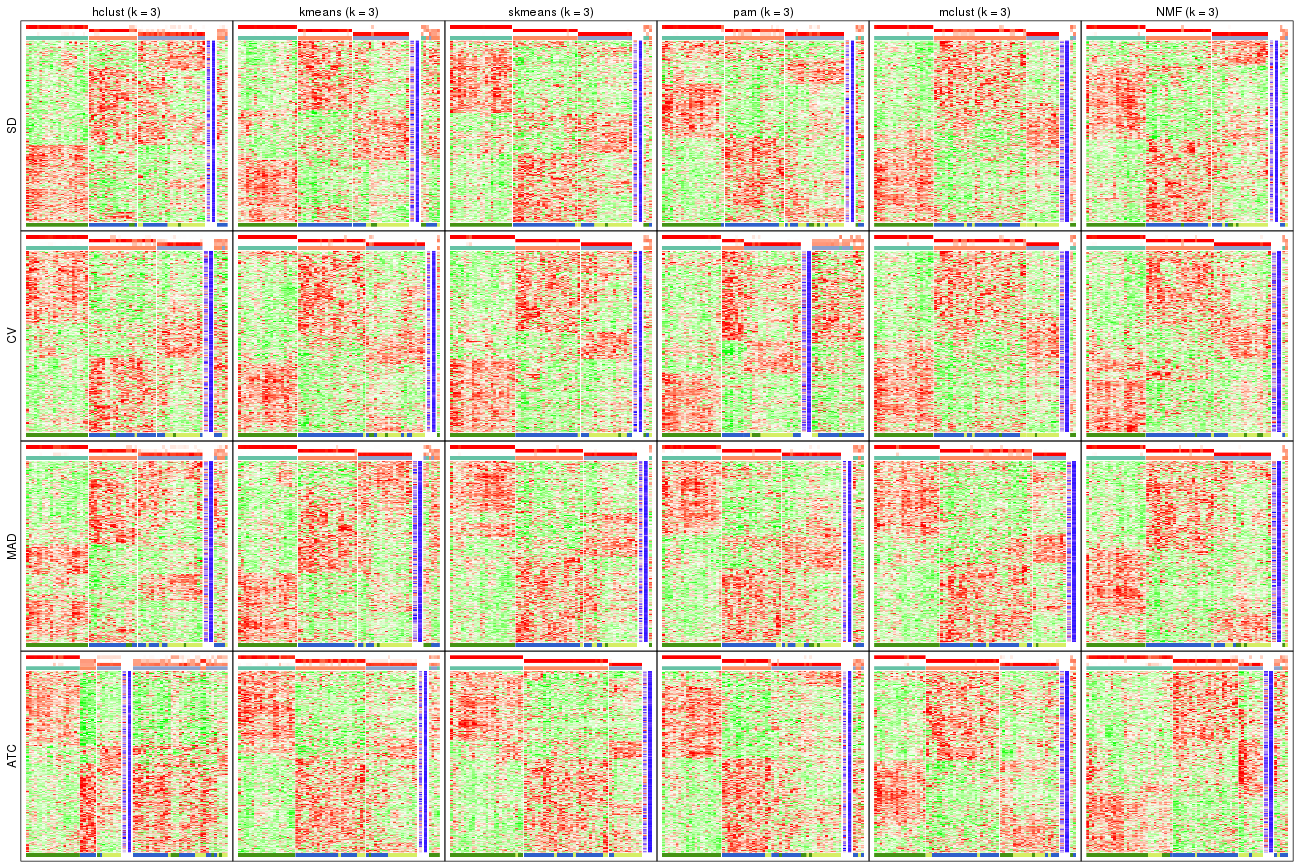 hclust (k = 3) kmeans (k = 3) skmeans (k = 3) pam (k = 3) mclust (k = 3) NMF (k = 3)
SD
CV
MAD
ATC